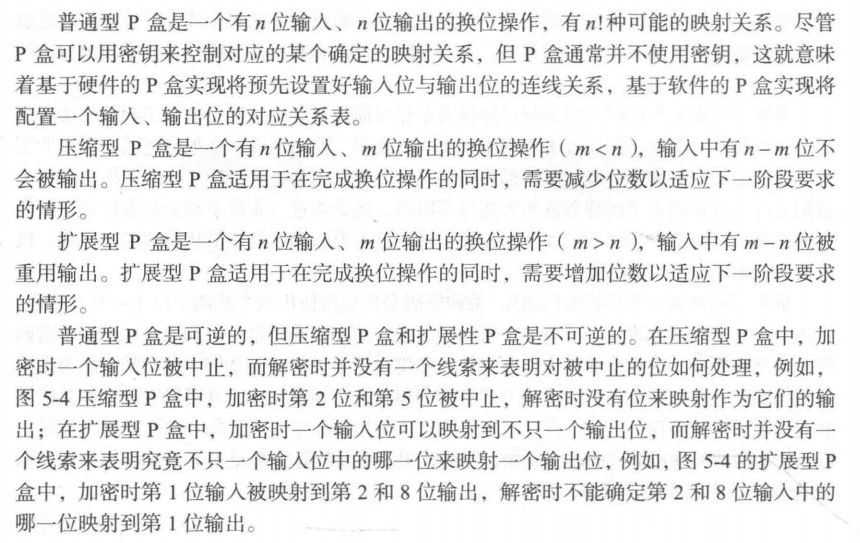 普通型 P 盒是一个有 n 位输入、n 位输出的换位操作，有 n! 种可能的映射关系。尽管
P 盒可以用密钥来控制对应的某个确定的映射关系，但 P 盒通常并不使用密钥，这就意味
着基于硬件的 P 盒实现将预先设置好输入位与输出位的连线关系，基于软件的 P 盒实现将
配置一个输入、输出位的对应关系表。
压缩型 P 盒是一个有 n 位输入、m 位输出的换位操作（m<n），输入中有 n−m 位不
会被输出。压缩型 P 盒适用于在完成换位操作的同时，需要减少位数以适应下一阶段要求
的情形。
扩展型 P 盒是一个有 n 位输入、m 位输出的换位操作（m>n），输入中有 m−n 位被
重用输出。扩展型 P 盒适用于在完成换位操作的同时，需要增加位数以适应下一阶段要求
的情形。
普通型 P 盒是可逆的，但压缩型 P 盒和扩展性 P 盒是不可逆的。在压缩型 P 盒中，加
密时一个输入位被中止，而解密时并没有一个线索来表明对被中止的位如何处理，例如，
图 5-4 压缩型 P 盒中，加密时第 2 位和第 5 位被中止，解密时没有位来映射作为它们的输
出；在扩展型 P 盒中，加密时一个输入位可以映射到不只一个输出位，而解密时并没有一
个线索来表明究竟不只一个输入位中的哪一位来映射一个输出位，例如，图 5-4 的扩展型 P
盒中，加密时第 1 位输入被映射到第 2 和 8 位输出，解密时不能确定第 2 和 8 位输入中的
哪一位映射到第 1 位输出。